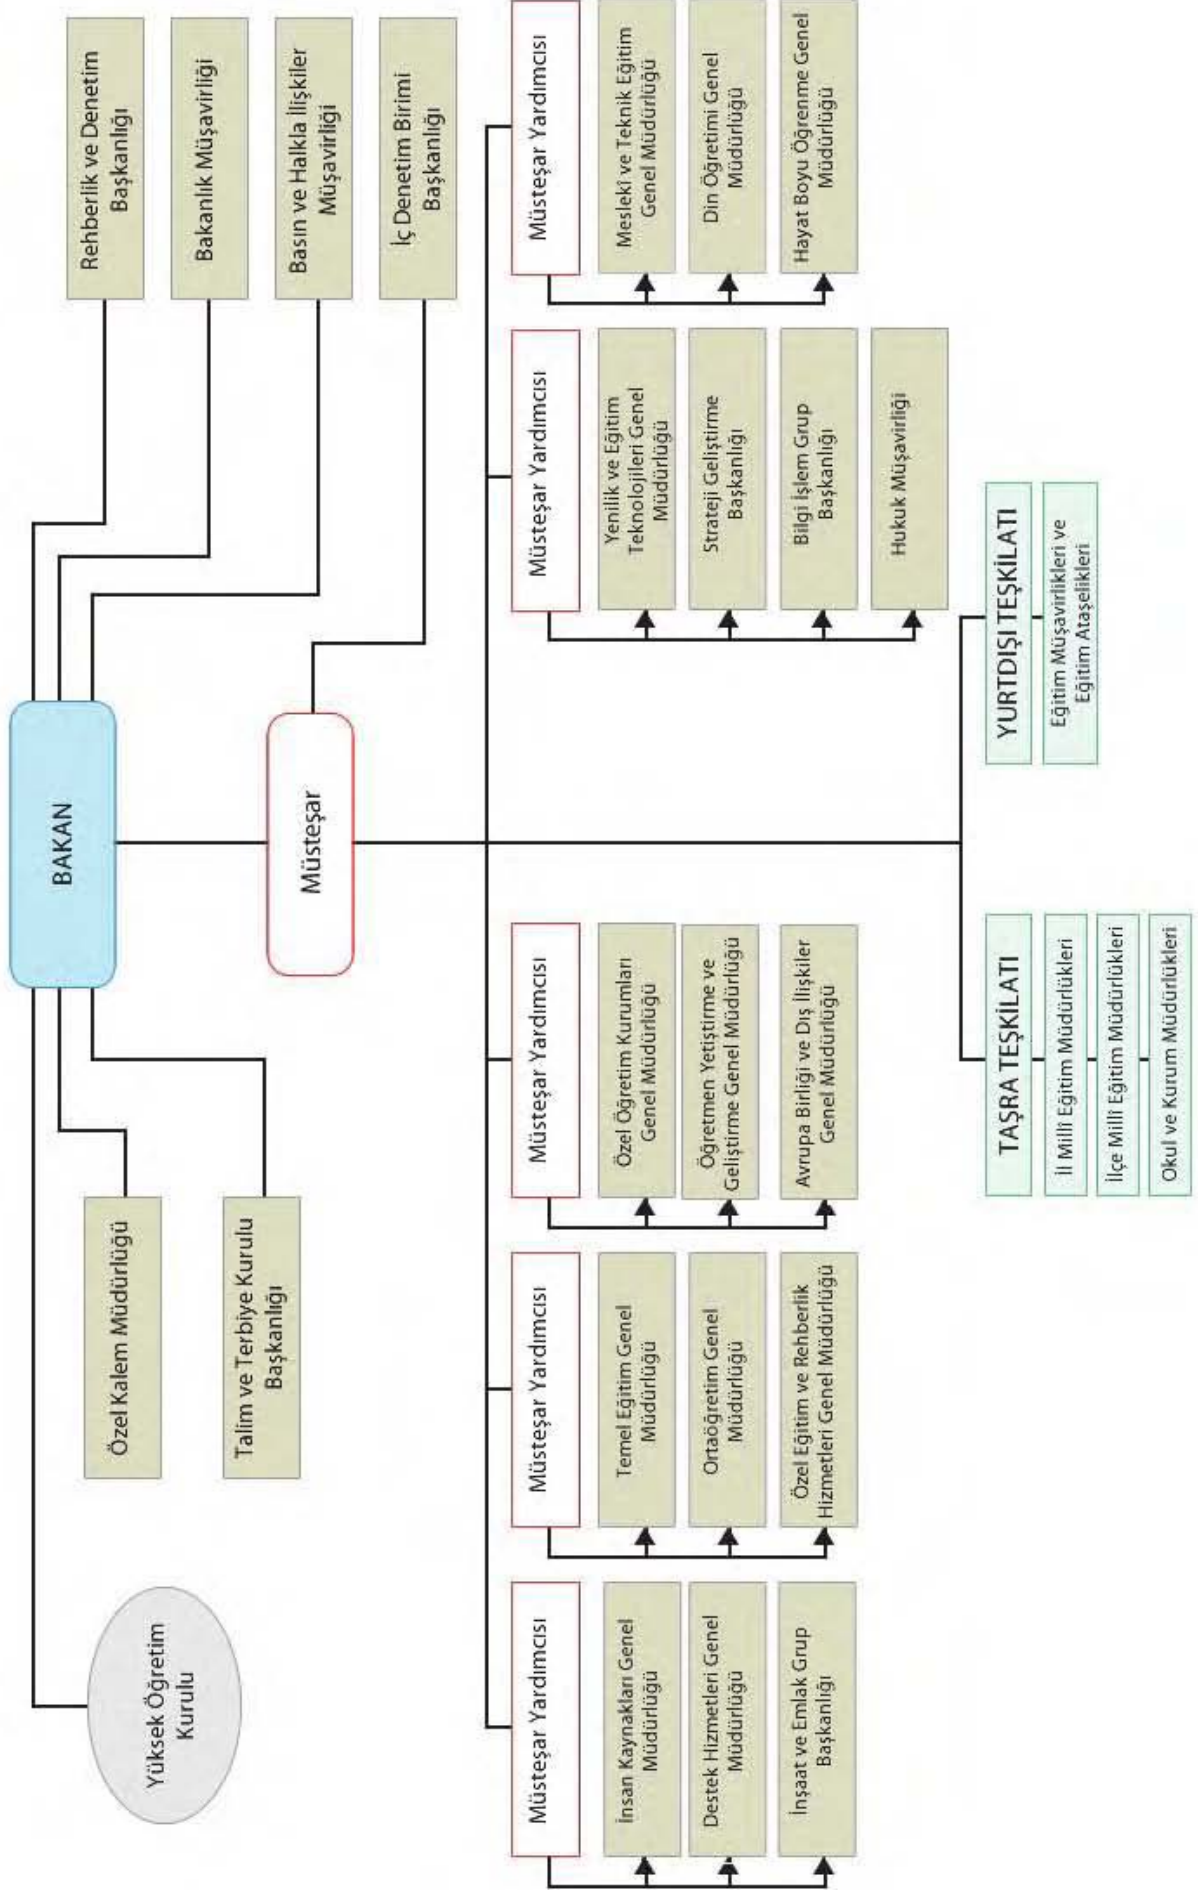 BAKAN
Müsteşar
Yüksek Öğretim
Kurulu
Özel Kalem Müdürlüğü
Talim ve Terbiye Kurulu
Başkanlığı
Rehberlik ve Denetim
Başkanlığı
Bakanlık Müşavirliği
Basın ve Halkla İlişkiler
Müşavirliği
İç Denetim Birimi
Başkanlığı
Müsteşar Yardımcısı
İnsan Kaynakları Genel
Müdürlüğü
Destek Hizmetleri Genel
Müdürlüğü
İnşaat ve Emlak Grup
Başkanlığı
Müsteşar Yardımcısı
Temel Eğitim Genel
Müdürlüğü
Ortaöğretim Genel
Müdürlüğü
Özel Eğitim ve Rehberlik
Hizmetleri Genel Müdürlüğü
Müsteşar Yardımcısı
Özel Öğretim Kurumları
Genel Müdürlüğü
Öğretmen Yetiştirme ve
Geliştirme Genel Müdürlüğü
Avrupa Birliği ve Dış İlişkiler
Genel Müdürlüğü
Müsteşar Yardımcısı
Yenilik ve Eğitim
Teknolojileri Genel
Müdürlüğü
Strateji Geliştirme
Başkanlığı
Bilgi İşlem Grup
Başkanlığı
Hukuk Müşavirliği
Müsteşar Yardımcısı
Meslekî ve Teknik Eğitim
Genel Müdürlüğü
Din Öğretimi Genel
Müdürlüğü
Hayat Boyu Öğrenme Genel
Müdürlüğü
TAŞRA TEŞKİLATI
İl Millî Eğitim Müdürlükleri
İlçe Millî Eğitim Müdürlükleri
Okul ve Kurum Müdürlükleri
YURTDIŞI TEŞKİLATI
Eğitim Müşavirlikleri ve
Eğitim Ataşelikleri